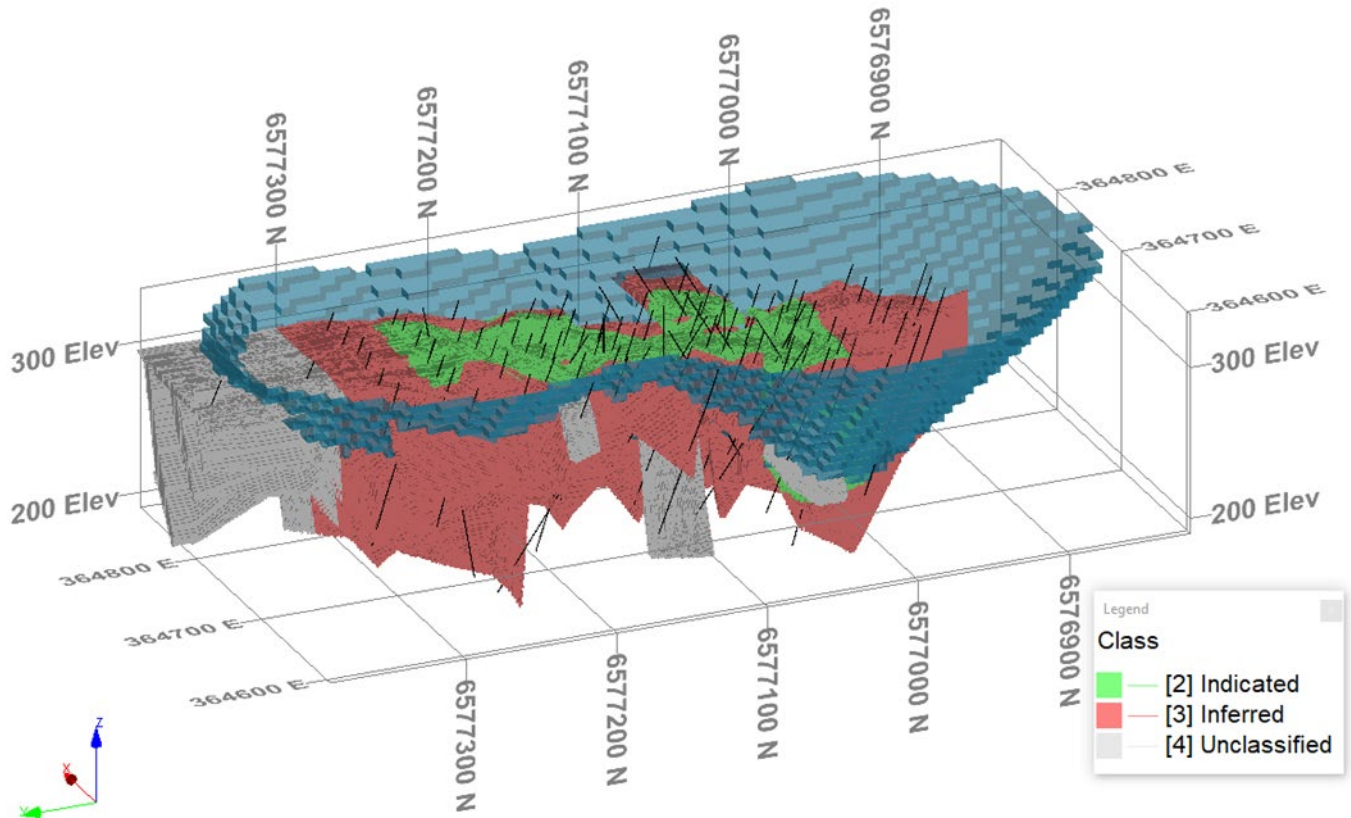 6577300 N
6577200 N
6577100 N
6577000 N
6576900 N
364800 E
364700 E
364600 E
300 Elev
200 Elev
300 Elev
200 Elev
364800 E
364700 E
364600 E
6577300 N
6577200 N
6577100 N
6577000 N
6576900 N
Legend
Class
[2] Indicated
[3] Inferred
[4] Unclassified
Z
X
Y